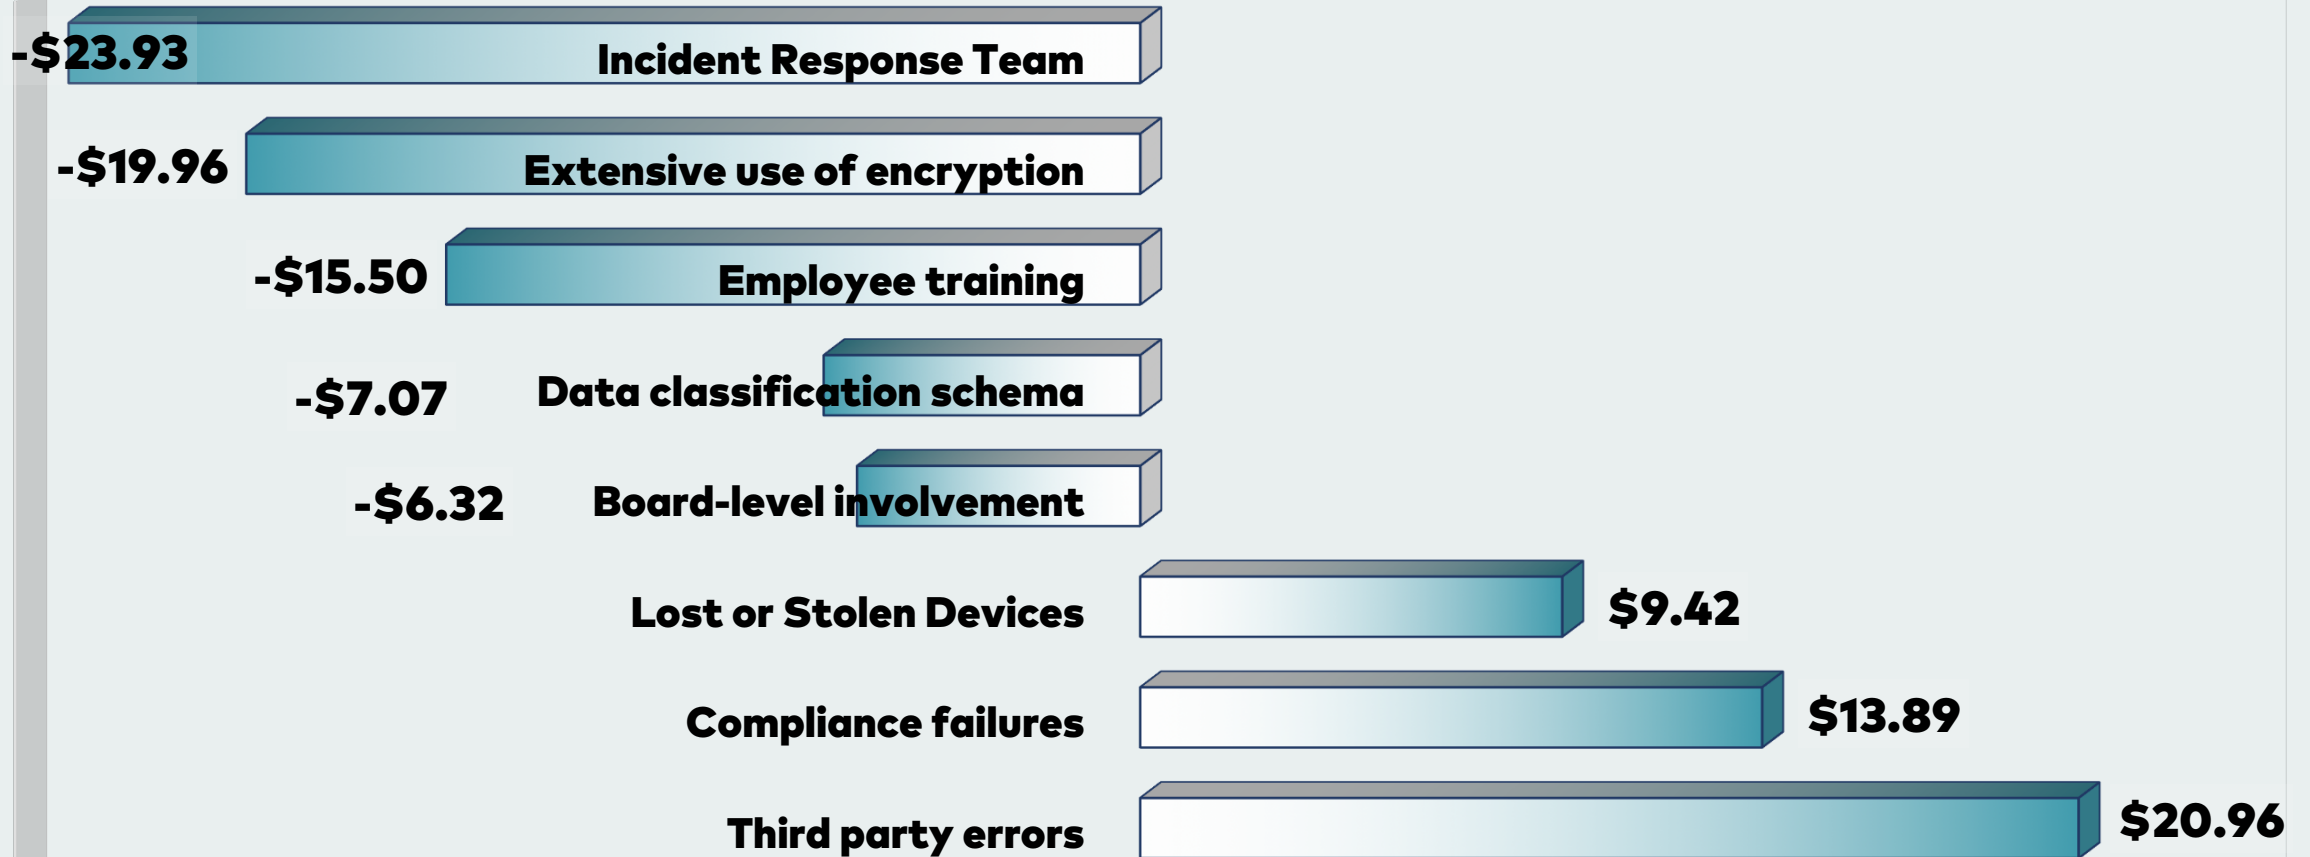 -$23.93 Incident Response Team
-$19.96 Extensive use of encryption
-$15.50 Employee training
-$7.07 Data classification schema
-$6.32 Board-level involvement
Lost or Stolen Devices $9.42
Compliance failures $13.89
Third party errors $20.96